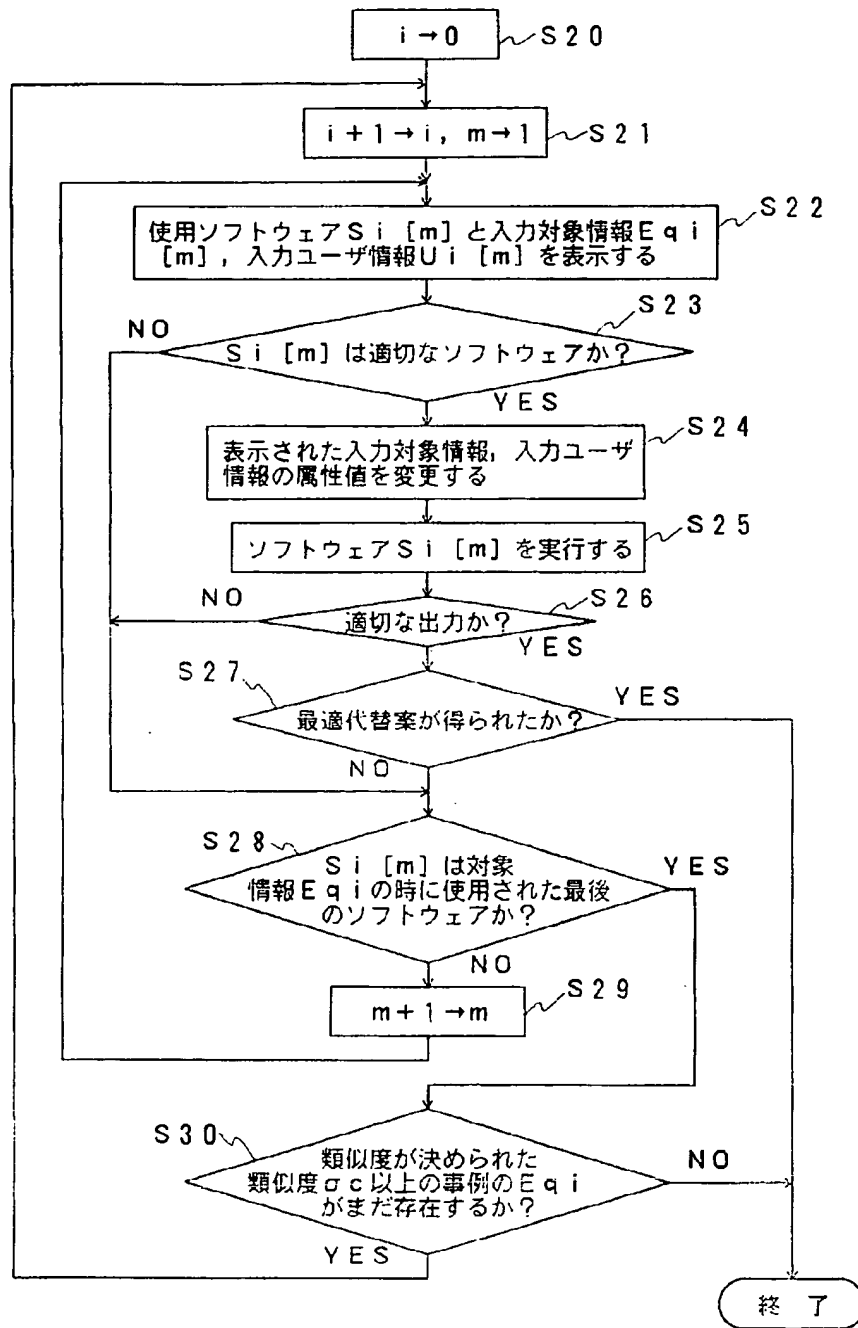 i→0
S20
i+1→i, m→1
S21
S22
使用ソフトウェアSi [m] と入力対象情報Eqi
[m] , 入力ユーザ情報Ui [m] を表示する
S23
NO
Si [m] は適切なソフトウェアか?
YES
S24
表示された入力対象情報, 入力ユーザ
情報の属性値を変更する
S25
ソフトウェアSi [m] を実行する
NO
S26
適切な出力か?
YES
S27
YES
最適代替案が得られたか?
NO
S28
Si [m] は対象
YES
情報Eqiの時に使用された最後
のソフトウェアか?
NO
S29
m+1→m
S30
類似度が決められた
NO
類似度σc以上の事例のEqi
がまだ存在するか?
YES
終 了